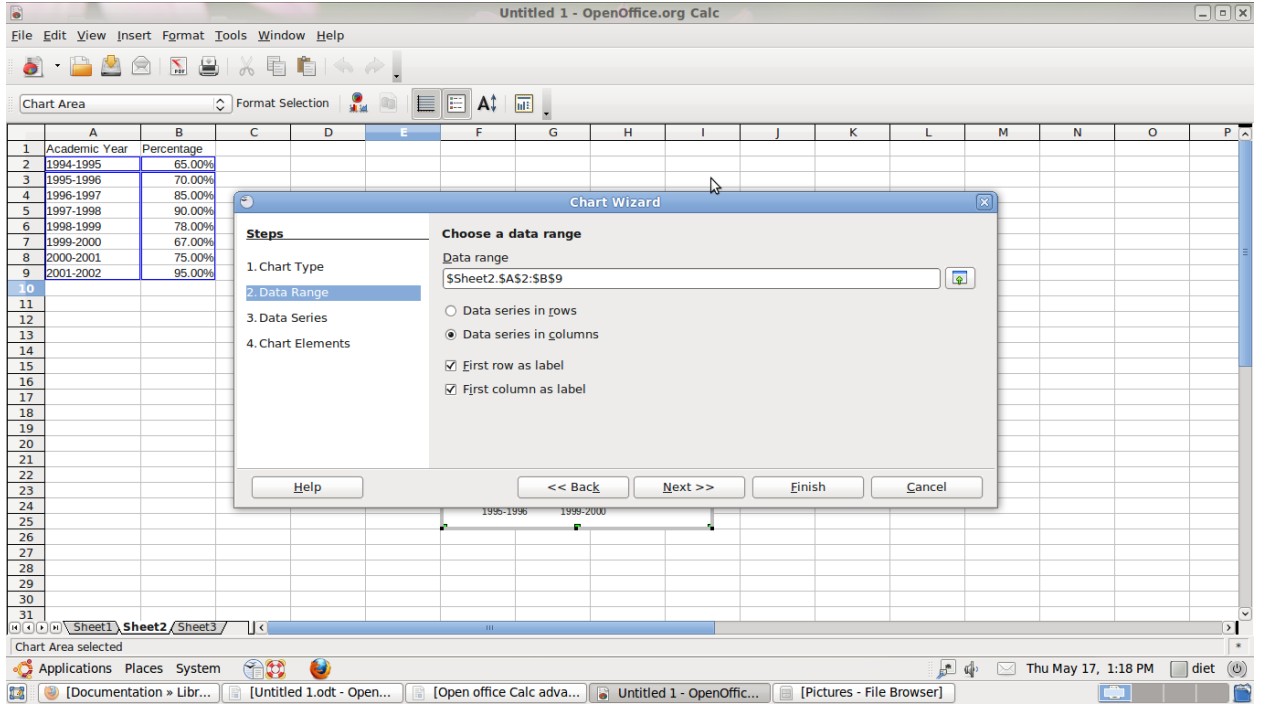 Untitled 1 - OpenOffice.org Calc
File Edit View Insert Format Tools Window Help
PDF
Chart Area Format Selection
A B C D E F G H I J K L M N O P
1 Academic Year Percentage
2 1994-1995 65.00%
3 1995-1996 70.00%
4 1996-1997 85.00%
5 1997-1998 90.00%
6 1998-1999 78.00%
7 1999-2000 67.00%
8 2000-2001 75.00%
9 2001-2002 95.00%
10
11
12
13
14
15
16
17
18
19
20
21
22
23
24
25
26
27
28
29
30
31
Chart Wizard
Steps
1. Chart Type
2. Data Range
3. Data Series
4. Chart Elements
Choose a data range
Data range
$Sheet2.$A$2:$B$9
Data series in rows
Data series in columns
First row as label
First column as label
Help << Back Next >> Finish Cancel
1995-1996 1999-2000
Sheet1 Sheet2 Sheet3
Chart Area selected *
Applications Places System Thu May 17, 1:18 PM diet
[Documentation » Libr... [Untitled 1.odt - Open... [Open office Calc adva... Untitled 1 - OpenOffic... [Pictures - File Browser]